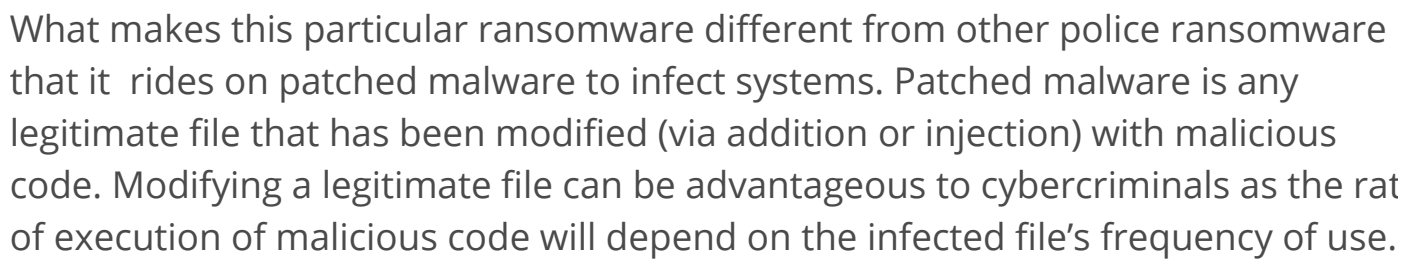 What makes this particular ransomware different from other police ransomware
that it  rides on patched malware to infect systems. Patched malware is any
legitimate file that has been modified (via addition or injection) with malicious
code. Modifying a legitimate file can be advantageous to cybercriminals as the rat
of execution of malicious code will depend on the infected file’s frequency of use.